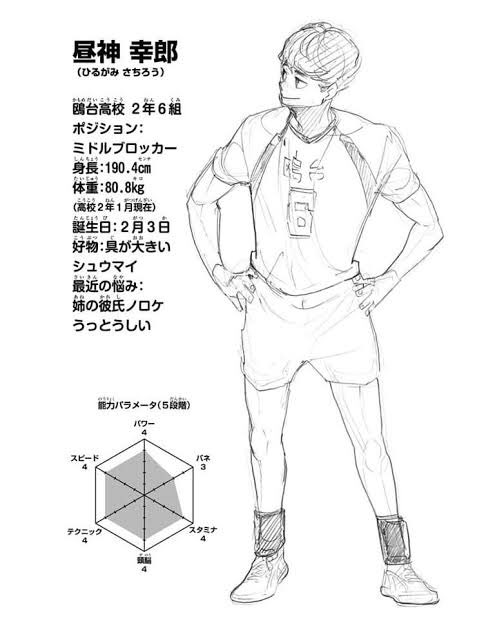 昼神 幸郎
(ひるがみ さちろう)
鴎台高校 2年6組
ポジション:
ミドルブロッカー
身長:190.4cm
体重:80.8kg
(高校2年1月現在)
誕生日:2月3日
好物:具が大きい
シュウマイ
最近の悩み:
姉の彼氏ノロケ
うっとうしい
能力パラメータ(5段階)
パワー
4
スピード
4
バネ
3
テクニック
4
スタミナ
4
頭脳
4
鴎台